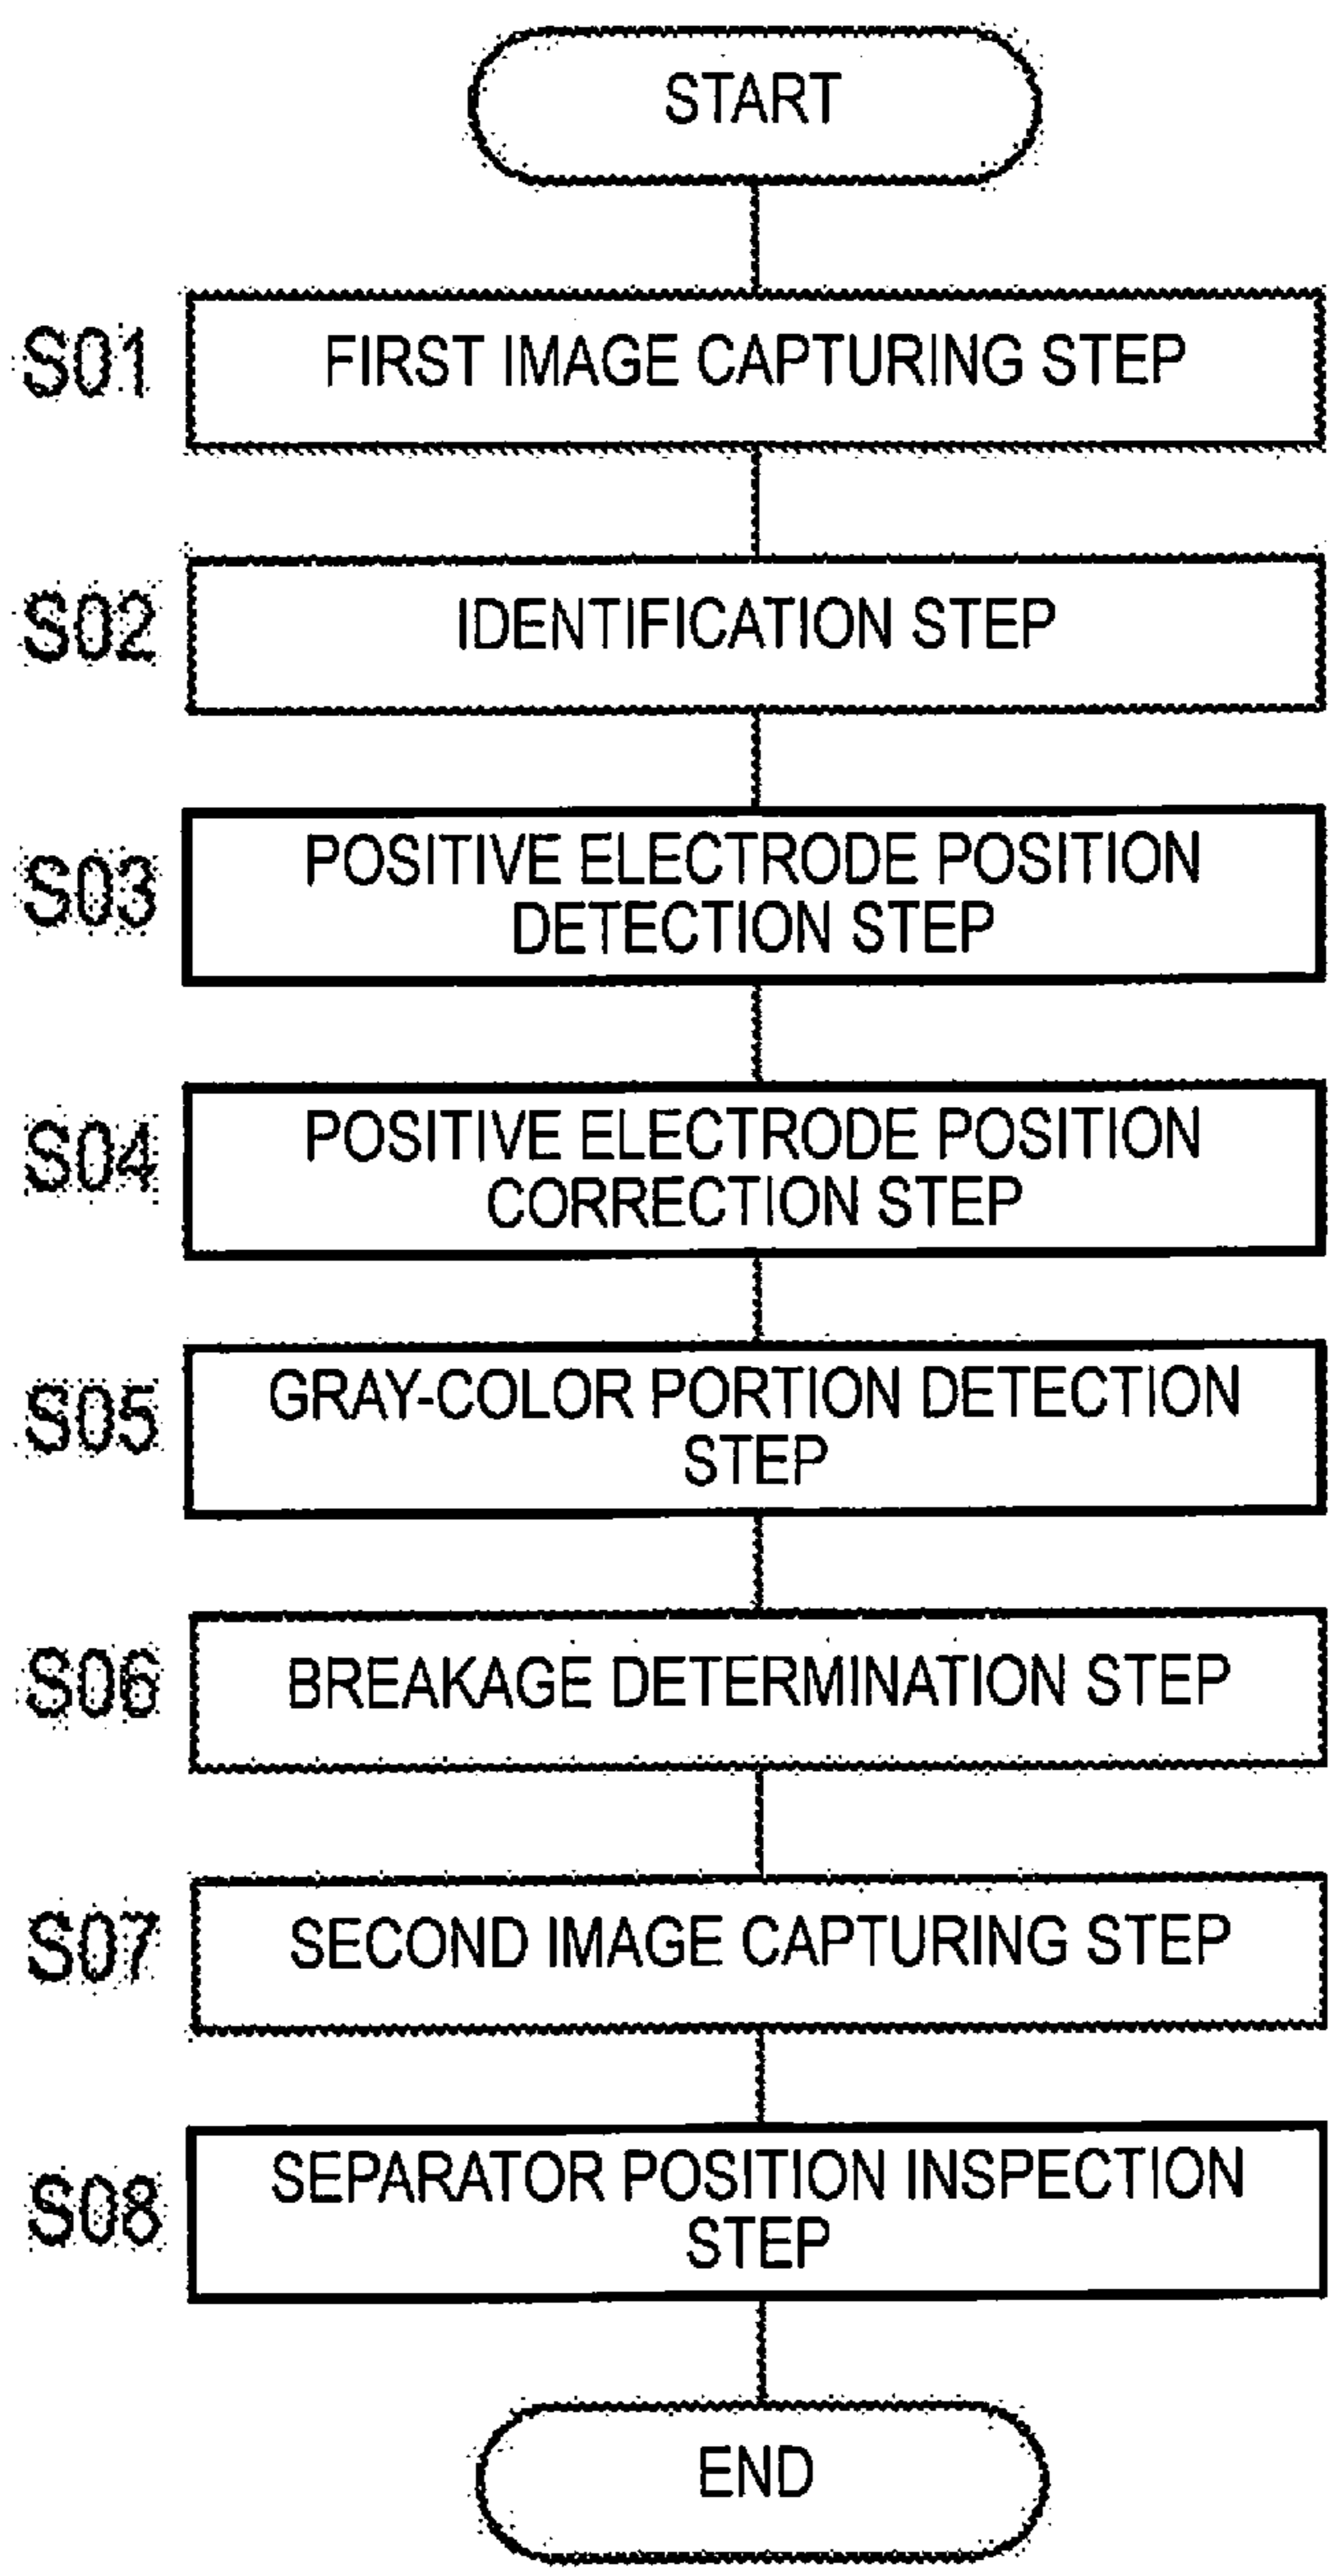 START
S01
FIRST IMAGE CAPTURING STEP
S02
IDENTIFICATION STEP
S03
POSITIVE ELECTRODE POSITION
DETECTION STEP
S04
POSITIVE ELECTRODE POSITION
CORRECTION STEP
S05
GRAY-COLOR PORTION DETECTION
STEP
S06
BREAKAGE DETERMINATION STEP
S07
SECOND IMAGE CAPTURING STEP
S08
SEPARATOR POSITION INSPECTION
STEP
END